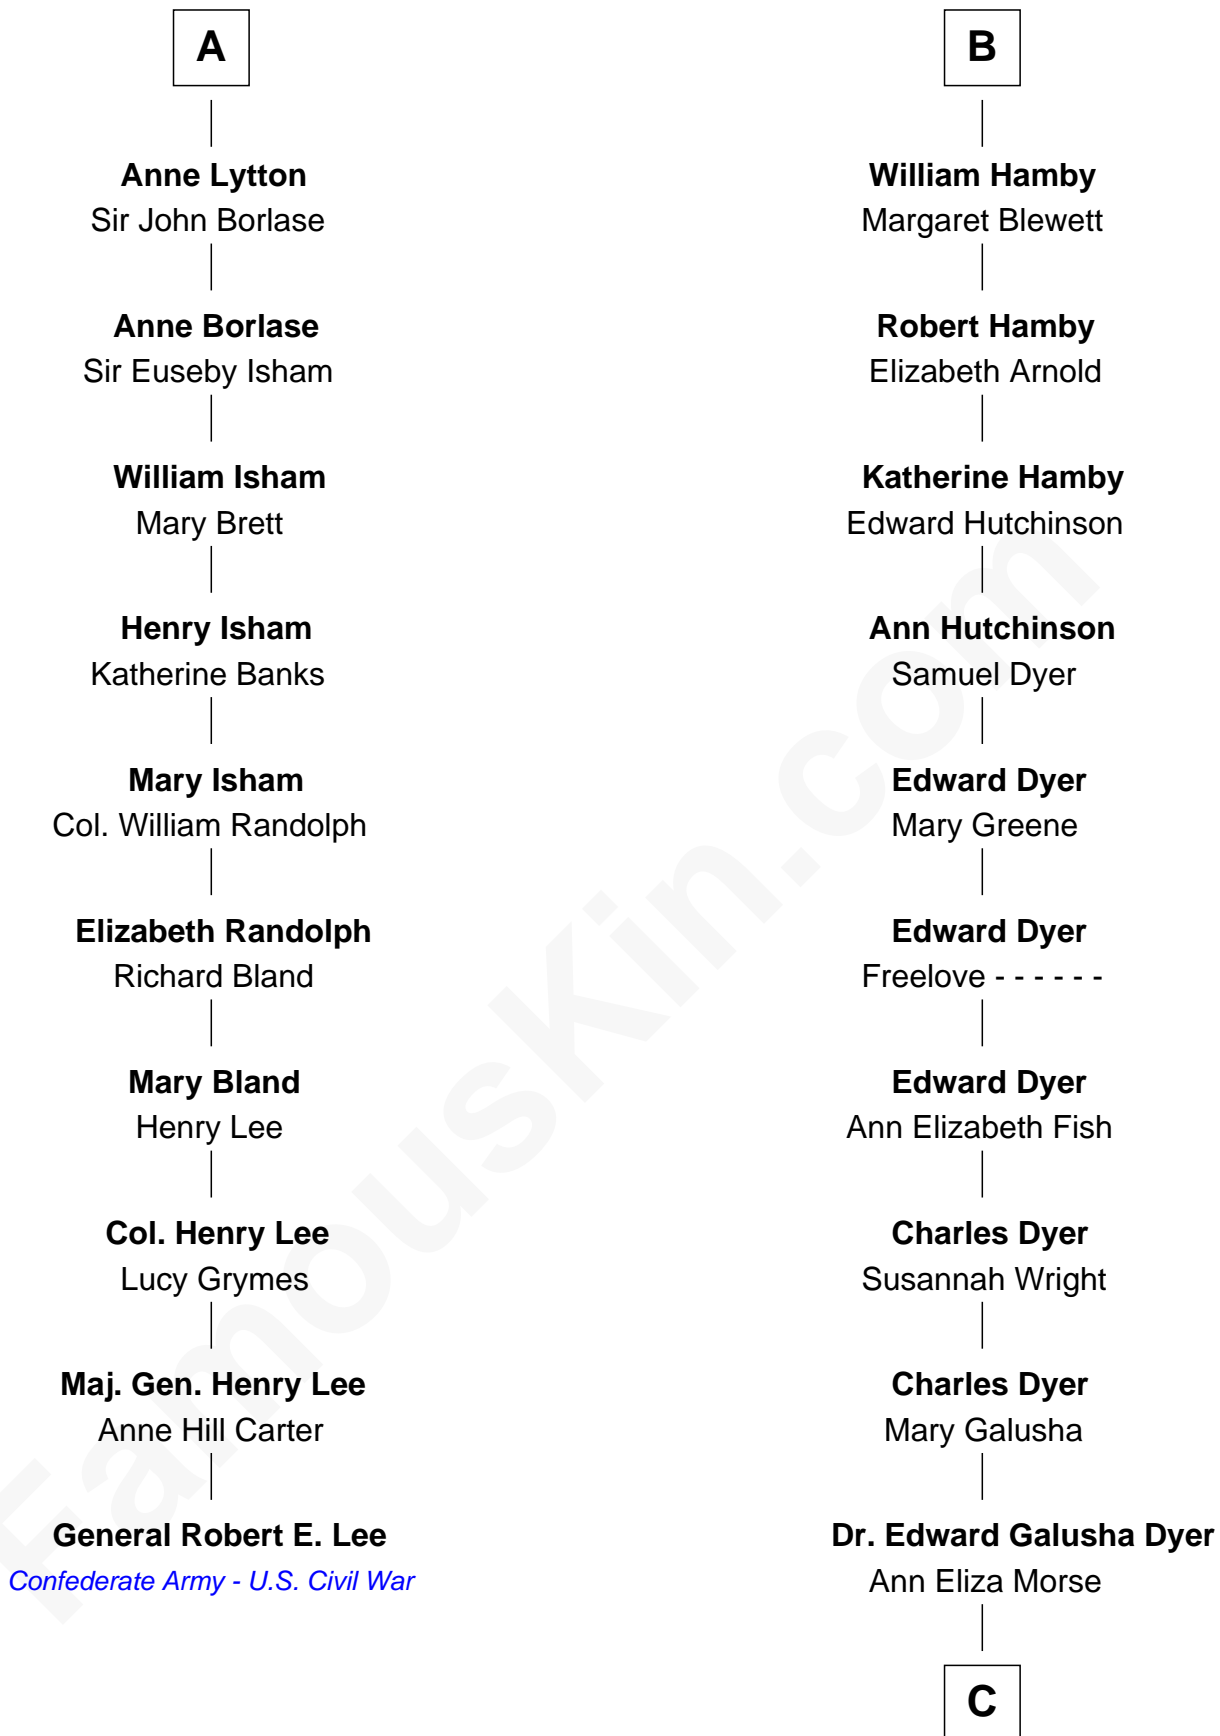 A
Anne Lytton
Sir John Borlase
Anne Borlase
Sir Euseby Isham
William Isham
Mary Brett
Henry Isham
Katherine Banks
Mary Isham
Col. William Randolph
Elizabeth Randolph
Richard Bland
Mary Bland
Henry Lee
Col. Henry Lee
Lucy Grymes
Maj. Gen. Henry Lee
Anne Hill Carter
General Robert E. Lee
Confederate Army - U.S. Civil War
B
William Hamby
Margaret Blewett
Robert Hamby
Elizabeth Arnold
Katherine Hamby
Edward Hutchinson
Ann Hutchinson
Samuel Dyer
Edward Dyer
Mary Greene
Edward Dyer
Freelove - - - - - -
Edward Dyer
Ann Elizabeth Fish
Charles Dyer
Susannah Wright
Charles Dyer
Mary Galusha
Dr. Edward Galusha Dyer
Ann Eliza Morse
C
FamousKin.com